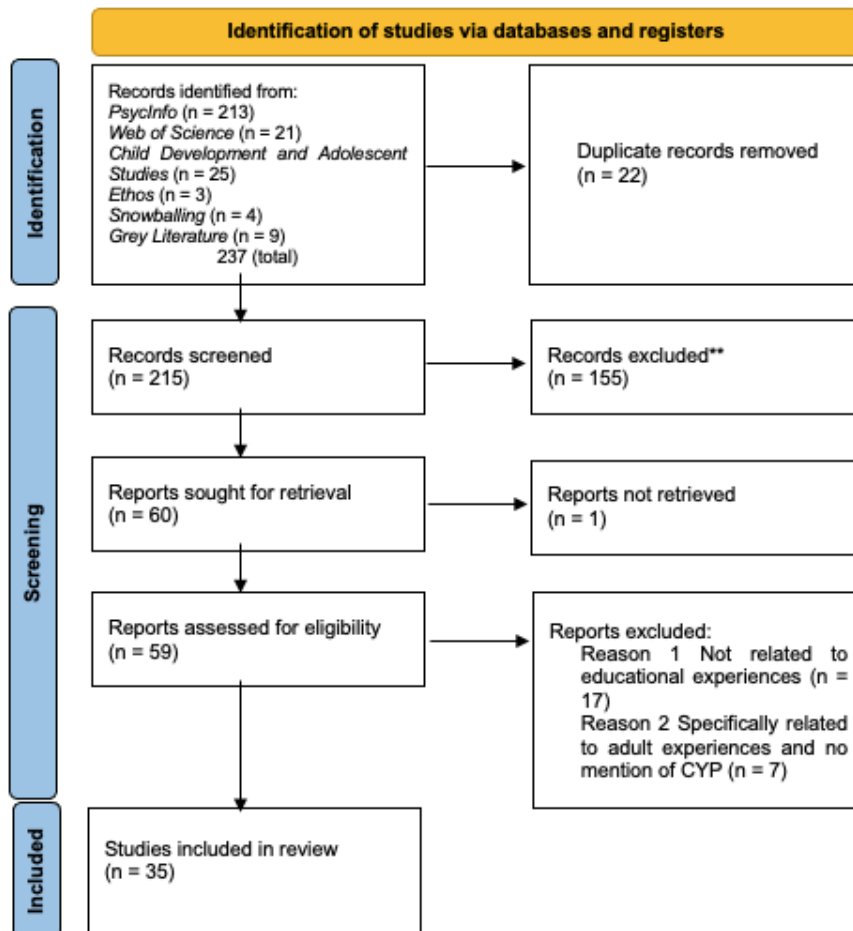 Identification of studies via databases and registers
Identification
Records identified from:
PsycInfo (n = 213)
Web of Science (n = 21)
Child Development and Adolescent
Studies (n = 25)
Ethos (n = 3)
Snowballing (n = 4)
Grey Literature (n = 9)
237 (total)
Duplicate records removed
(n = 22)
Screening
Records screened
(n = 215)
Records excluded**
(n = 155)
Reports sought for retrieval
(n = 60)
Reports not retrieved
(n = 1)
Reports assessed for eligibility
(n = 59)
Reports excluded:
Reason 1 Not related to
educational experiences (n =
17)
Reason 2 Specifically related
to adult experiences and no
mention of CYP (n = 7)
Included
Studies included in review
(n = 35)